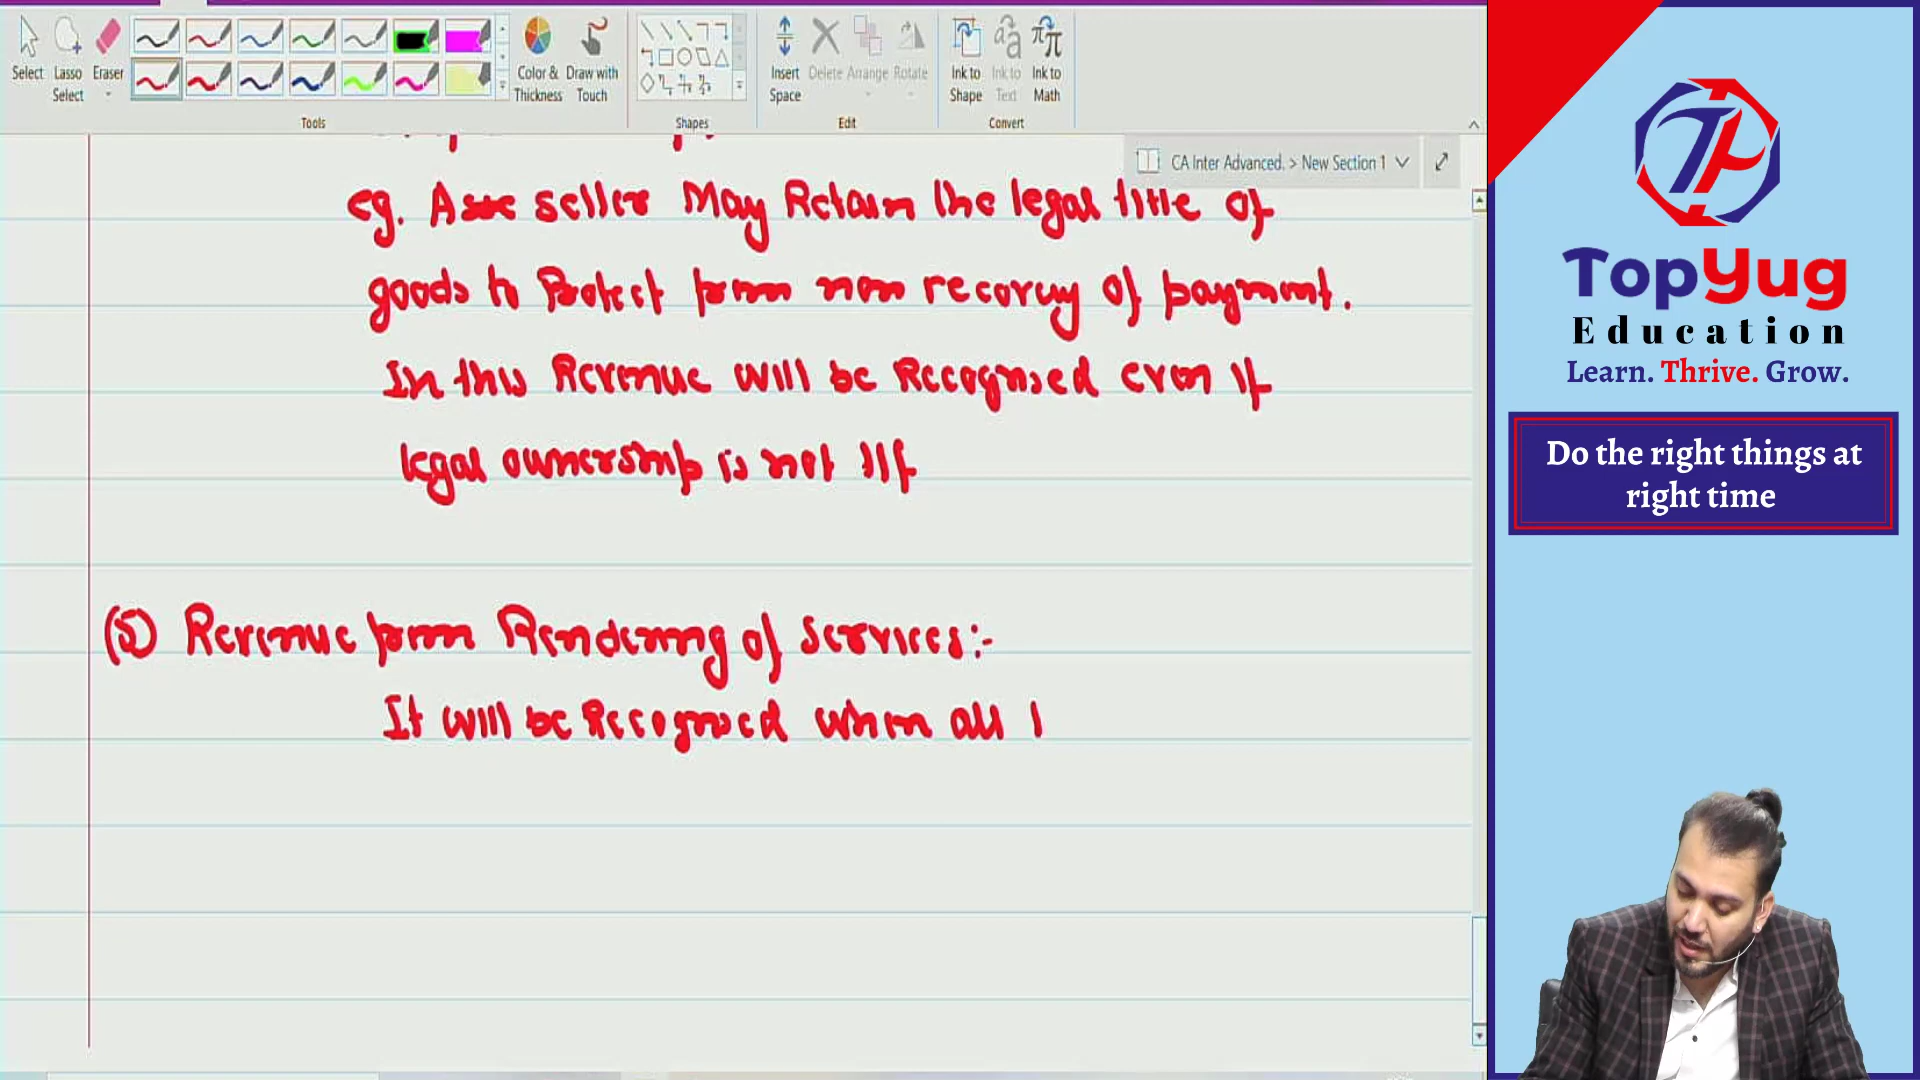 Select
Lasso Select
Eraser
Color & Thickness
Draw with Touch
Insert Space
Delete
Arrange
Rotate
Ink to Shape
Ink to Text
Ink to Math
Tools
Shapes
Edit
Convert
CA Inter Advanced. > New Section 1
eg. A seller May Retain the legal title of
goods to Protect from non recovery of payment.
In this Revenue will be Recognised even if
legal ownership is not t/f
(5) Revenue from Rendering of Services:-
It will be Recognised when all
TopYug
Education
Learn. Thrive. Grow.
Do the right things at
right time